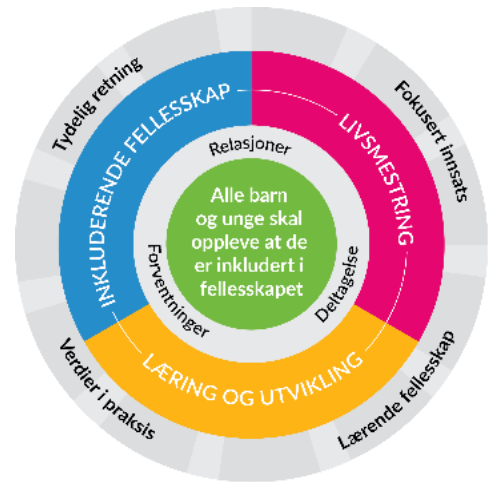 Tydelig retning
Fokusert innsats
INKLUDERENDE FELLESSKAP
LIVSMESTRING
Relasjoner
Alle barn
og unge skal
oppleve at de
er inkludert i
fellesskapet
Forventninger
Deltagelse
LÆRING OG UTVIKLING
Verdier i praksis
Lærende fellesskap